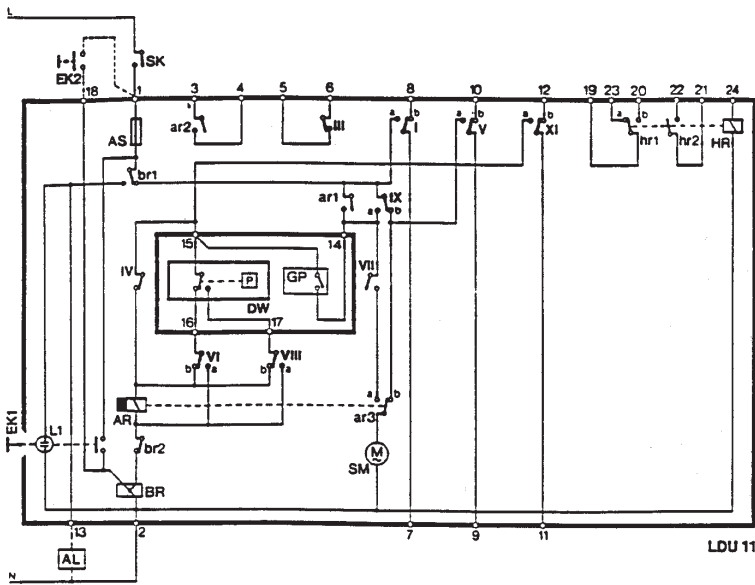 L
EK2
SK
18 1 3 4 5 6 8 10 12 19 23 20 22 21 24
AS
ar2
III
a b I
a b V
a b XI
a b hr1
hr2
HR
br1
ar1
IX
a b
15 14
IV
P
GP
VII
DW
16 17
VI
b a
VIII
b a
AR
a b
ar3
EK1
L1
br2
M
~
SM
BR
13 2 7 9 11
LDU 11
AL
N